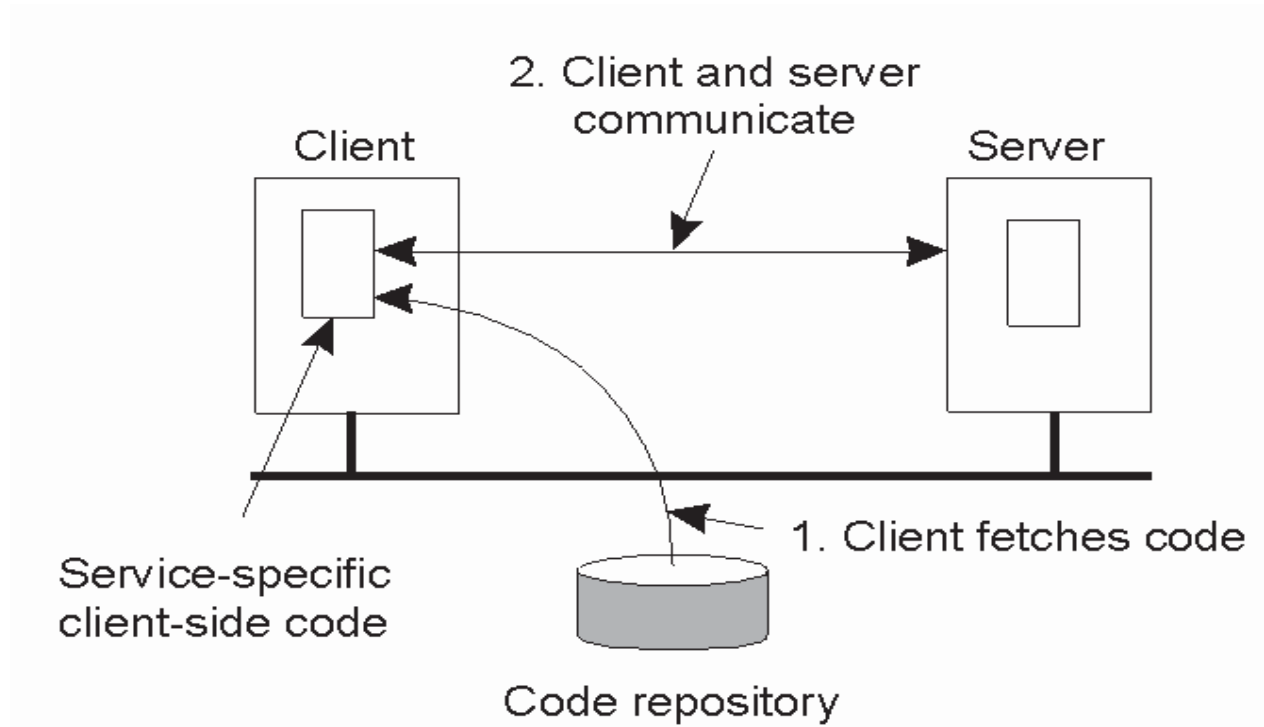 2. Client and server
communicate
Client
Server
1. Client fetches code
Service-specific
client-side code
Code repository